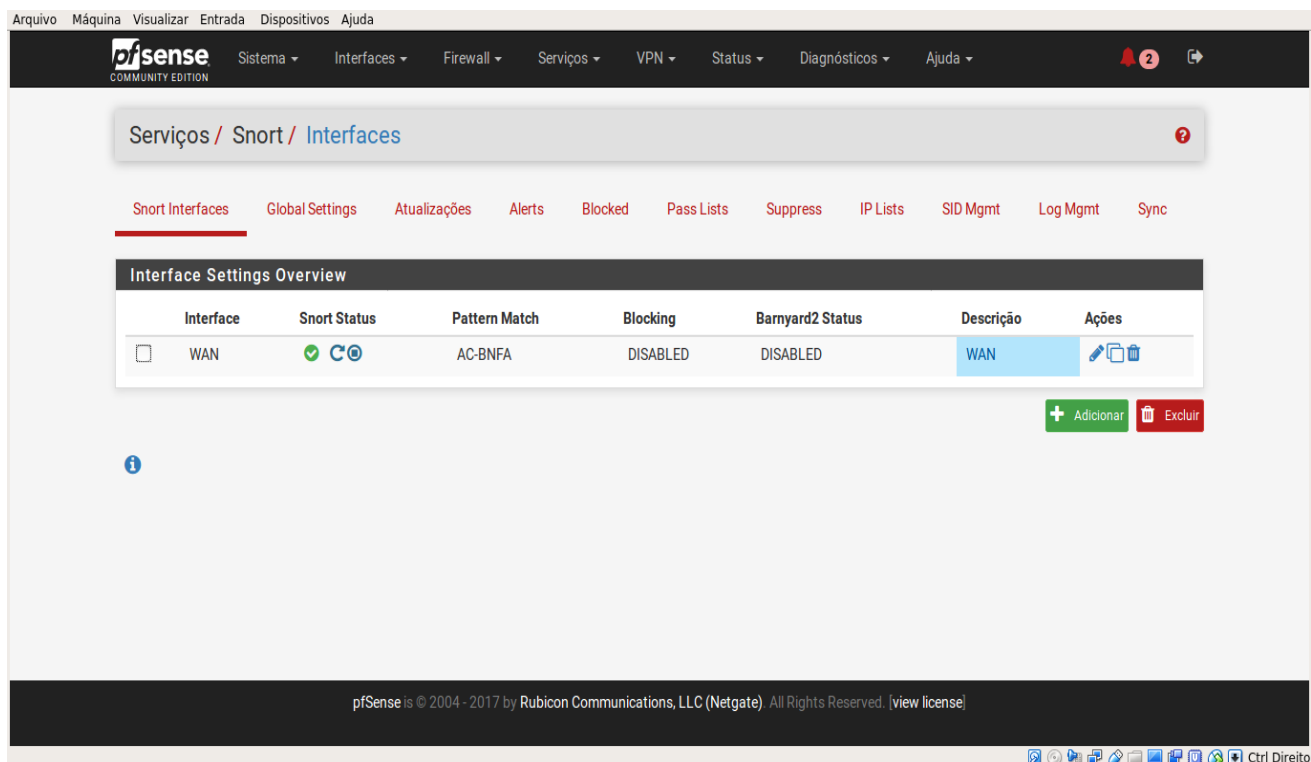 Arquivo Máquina Visualizar Entrada Dispositivos Ajuda
pfsense Sistema Interfaces Firewall Serviços VPN Status Diagnósticos Ajuda 2
COMMUNITY EDITION
Serviços / Snort / Interfaces
Snort Interfaces Global Settings Atualizações Alerts Blocked Pass Lists Suppress IP Lists SID Mgmt Log Mgmt Sync
Interface Settings Overview
Interface Snort Status Pattern Match Blocking Barnyard2 Status Descrição Ações
WAN AC-BNFA DISABLED DISABLED WAN
Adicionar Excluir
pfSense is © 2004 - 2017 by Rubicon Communications, LLC (Netgate). All Rights Reserved. [view license]
Ctrl Direito